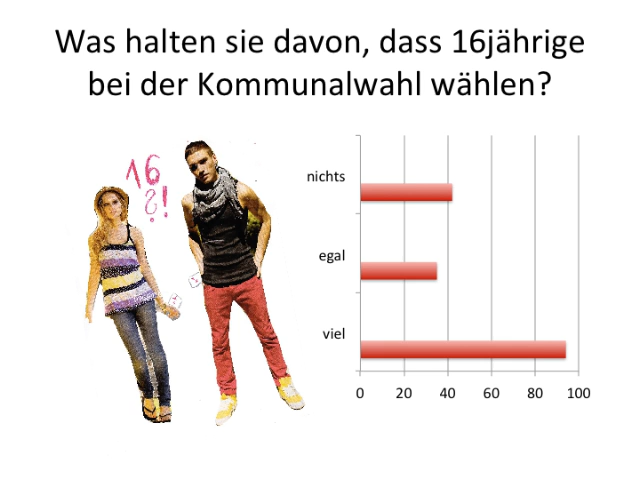 Was halten sie davon, dass 16jährige
bei der Kommunalwahl wählen?
16
?!
nichts
egal
viel
0 20 40 60 80 100